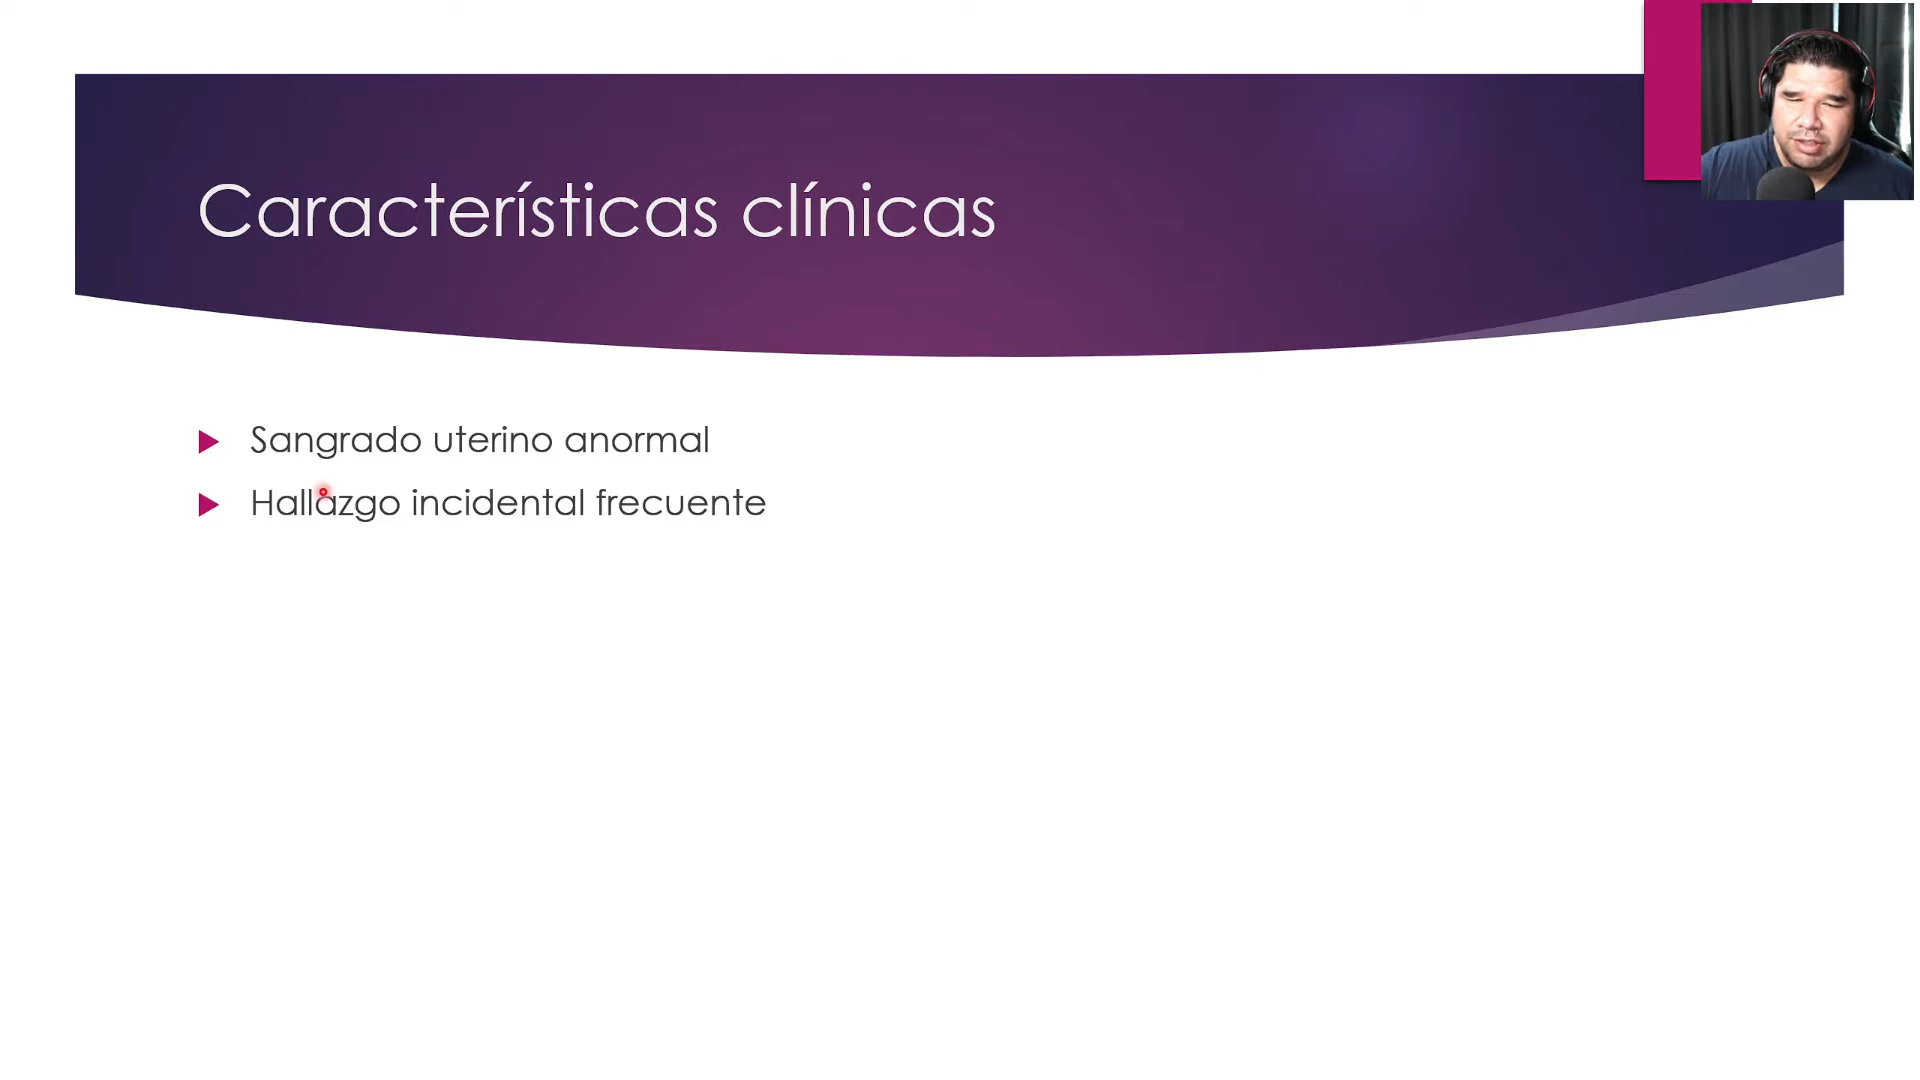 Características clínicas
Sangrado uterino anormal
Hallazgo incidental frecuente